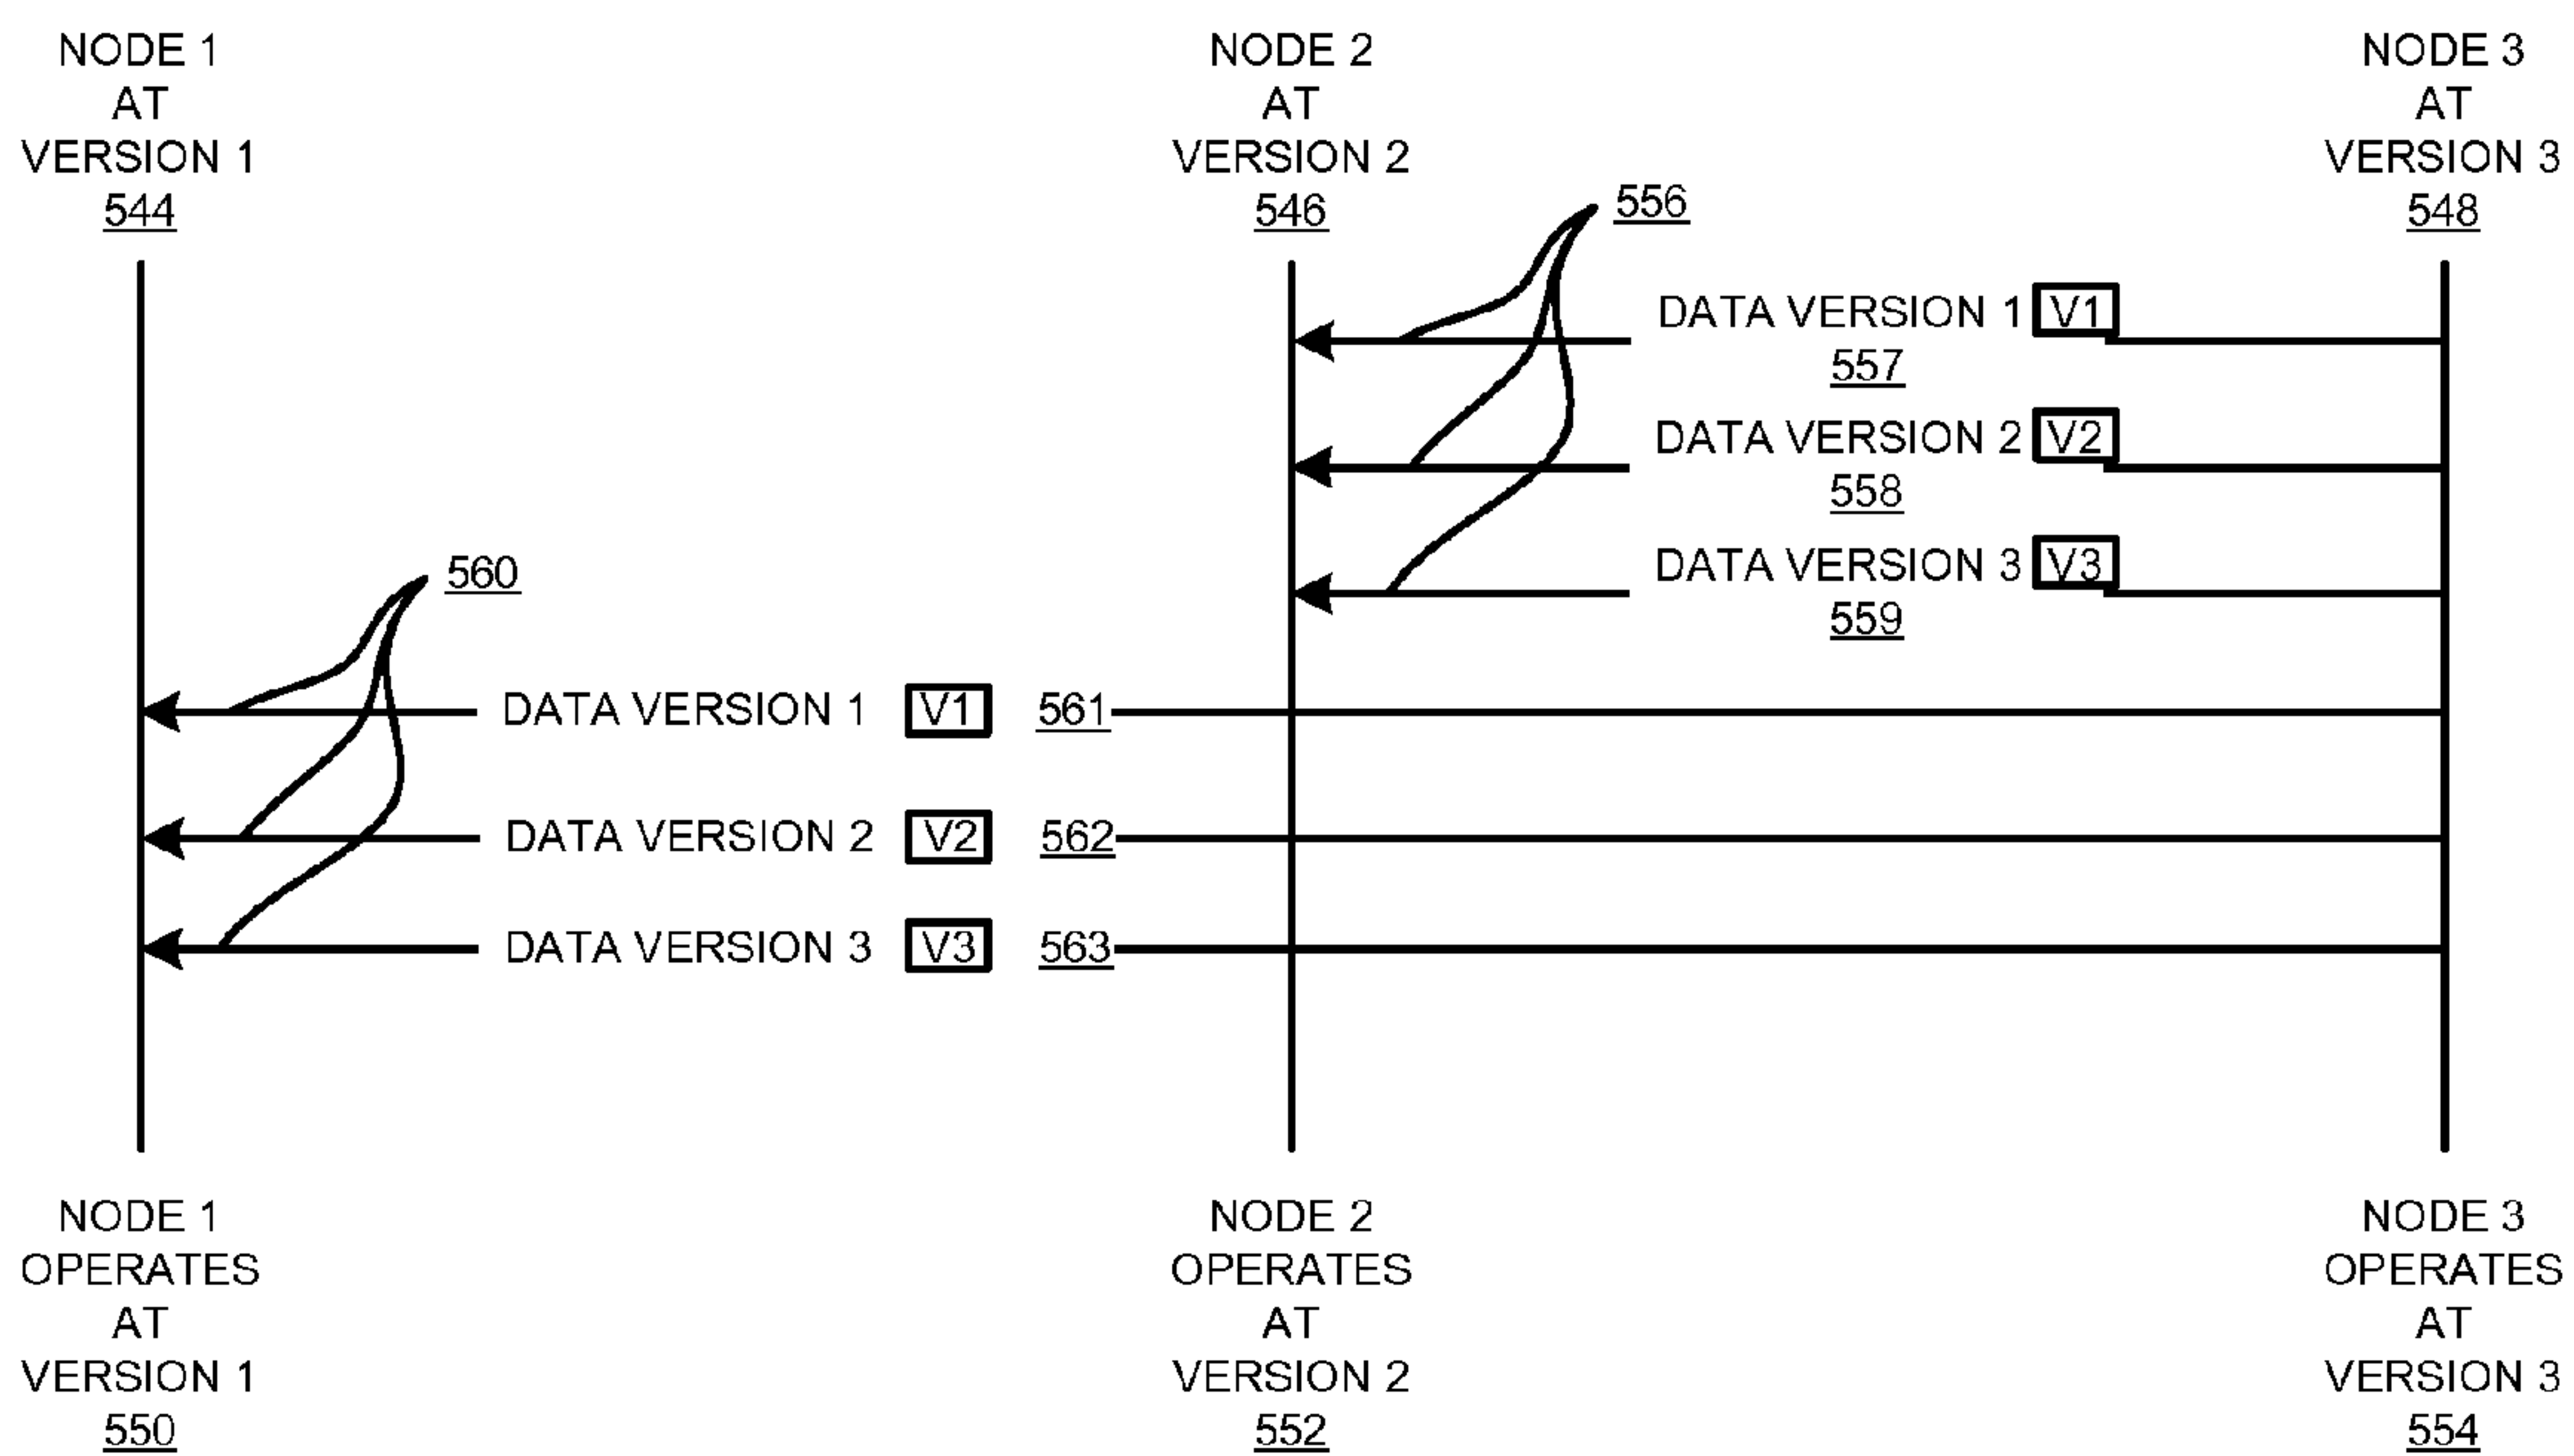 NODE 1
AT
VERSION 1
544
NODE 2
AT
VERSION 2
546
NODE 3
AT
VERSION 3
548
556
DATA VERSION 1 V1
557
DATA VERSION 2 V2
558
DATA VERSION 3 V3
559
560
DATA VERSION 1 V1 561
DATA VERSION 2 V2 562
DATA VERSION 3 V3 563
NODE 1
OPERATES
AT
VERSION 1
550
NODE 2
OPERATES
AT
VERSION 2
552
NODE 3
OPERATES
AT
VERSION 3
554